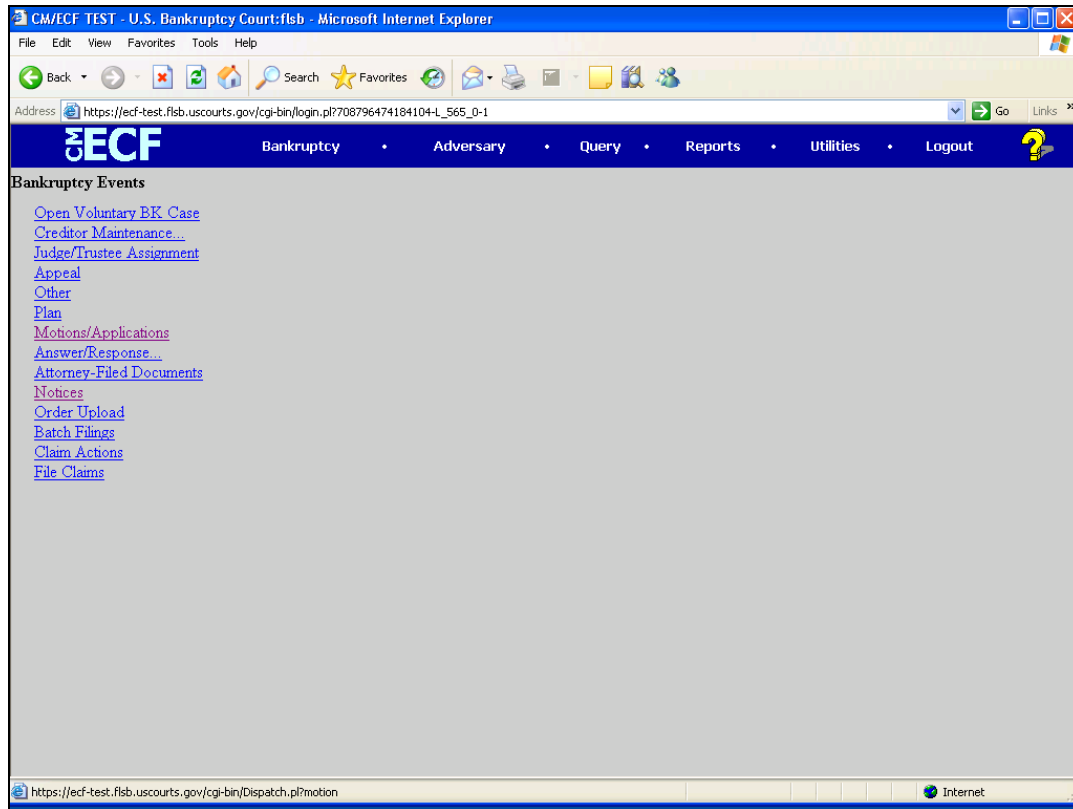 CM/ECF TEST - U.S. Bankruptcy Court:flsb - Microsoft Internet Explorer
File Edit View Favorites Tools Help
Back Search Favorites
Address https://ecf-test.flsb.uscourts.gov/cgi-bin/login.pl?708796474184104-L_565_0-1 Go Links »
CM ECF Bankruptcy • Adversary • Query • Reports • Utilities • Logout ?
Bankruptcy Events
Open Voluntary BK Case
Creditor Maintenance...
Judge/Trustee Assignment
Appeal
Other
Plan
Motions/Applications
Answer/Response...
Attorney-Filed Documents
Notices
Order Upload
Batch Filings
Claim Actions
File Claims
https://ecf-test.flsb.uscourts.gov/cgi-bin/Dispatch.pl?motion Internet